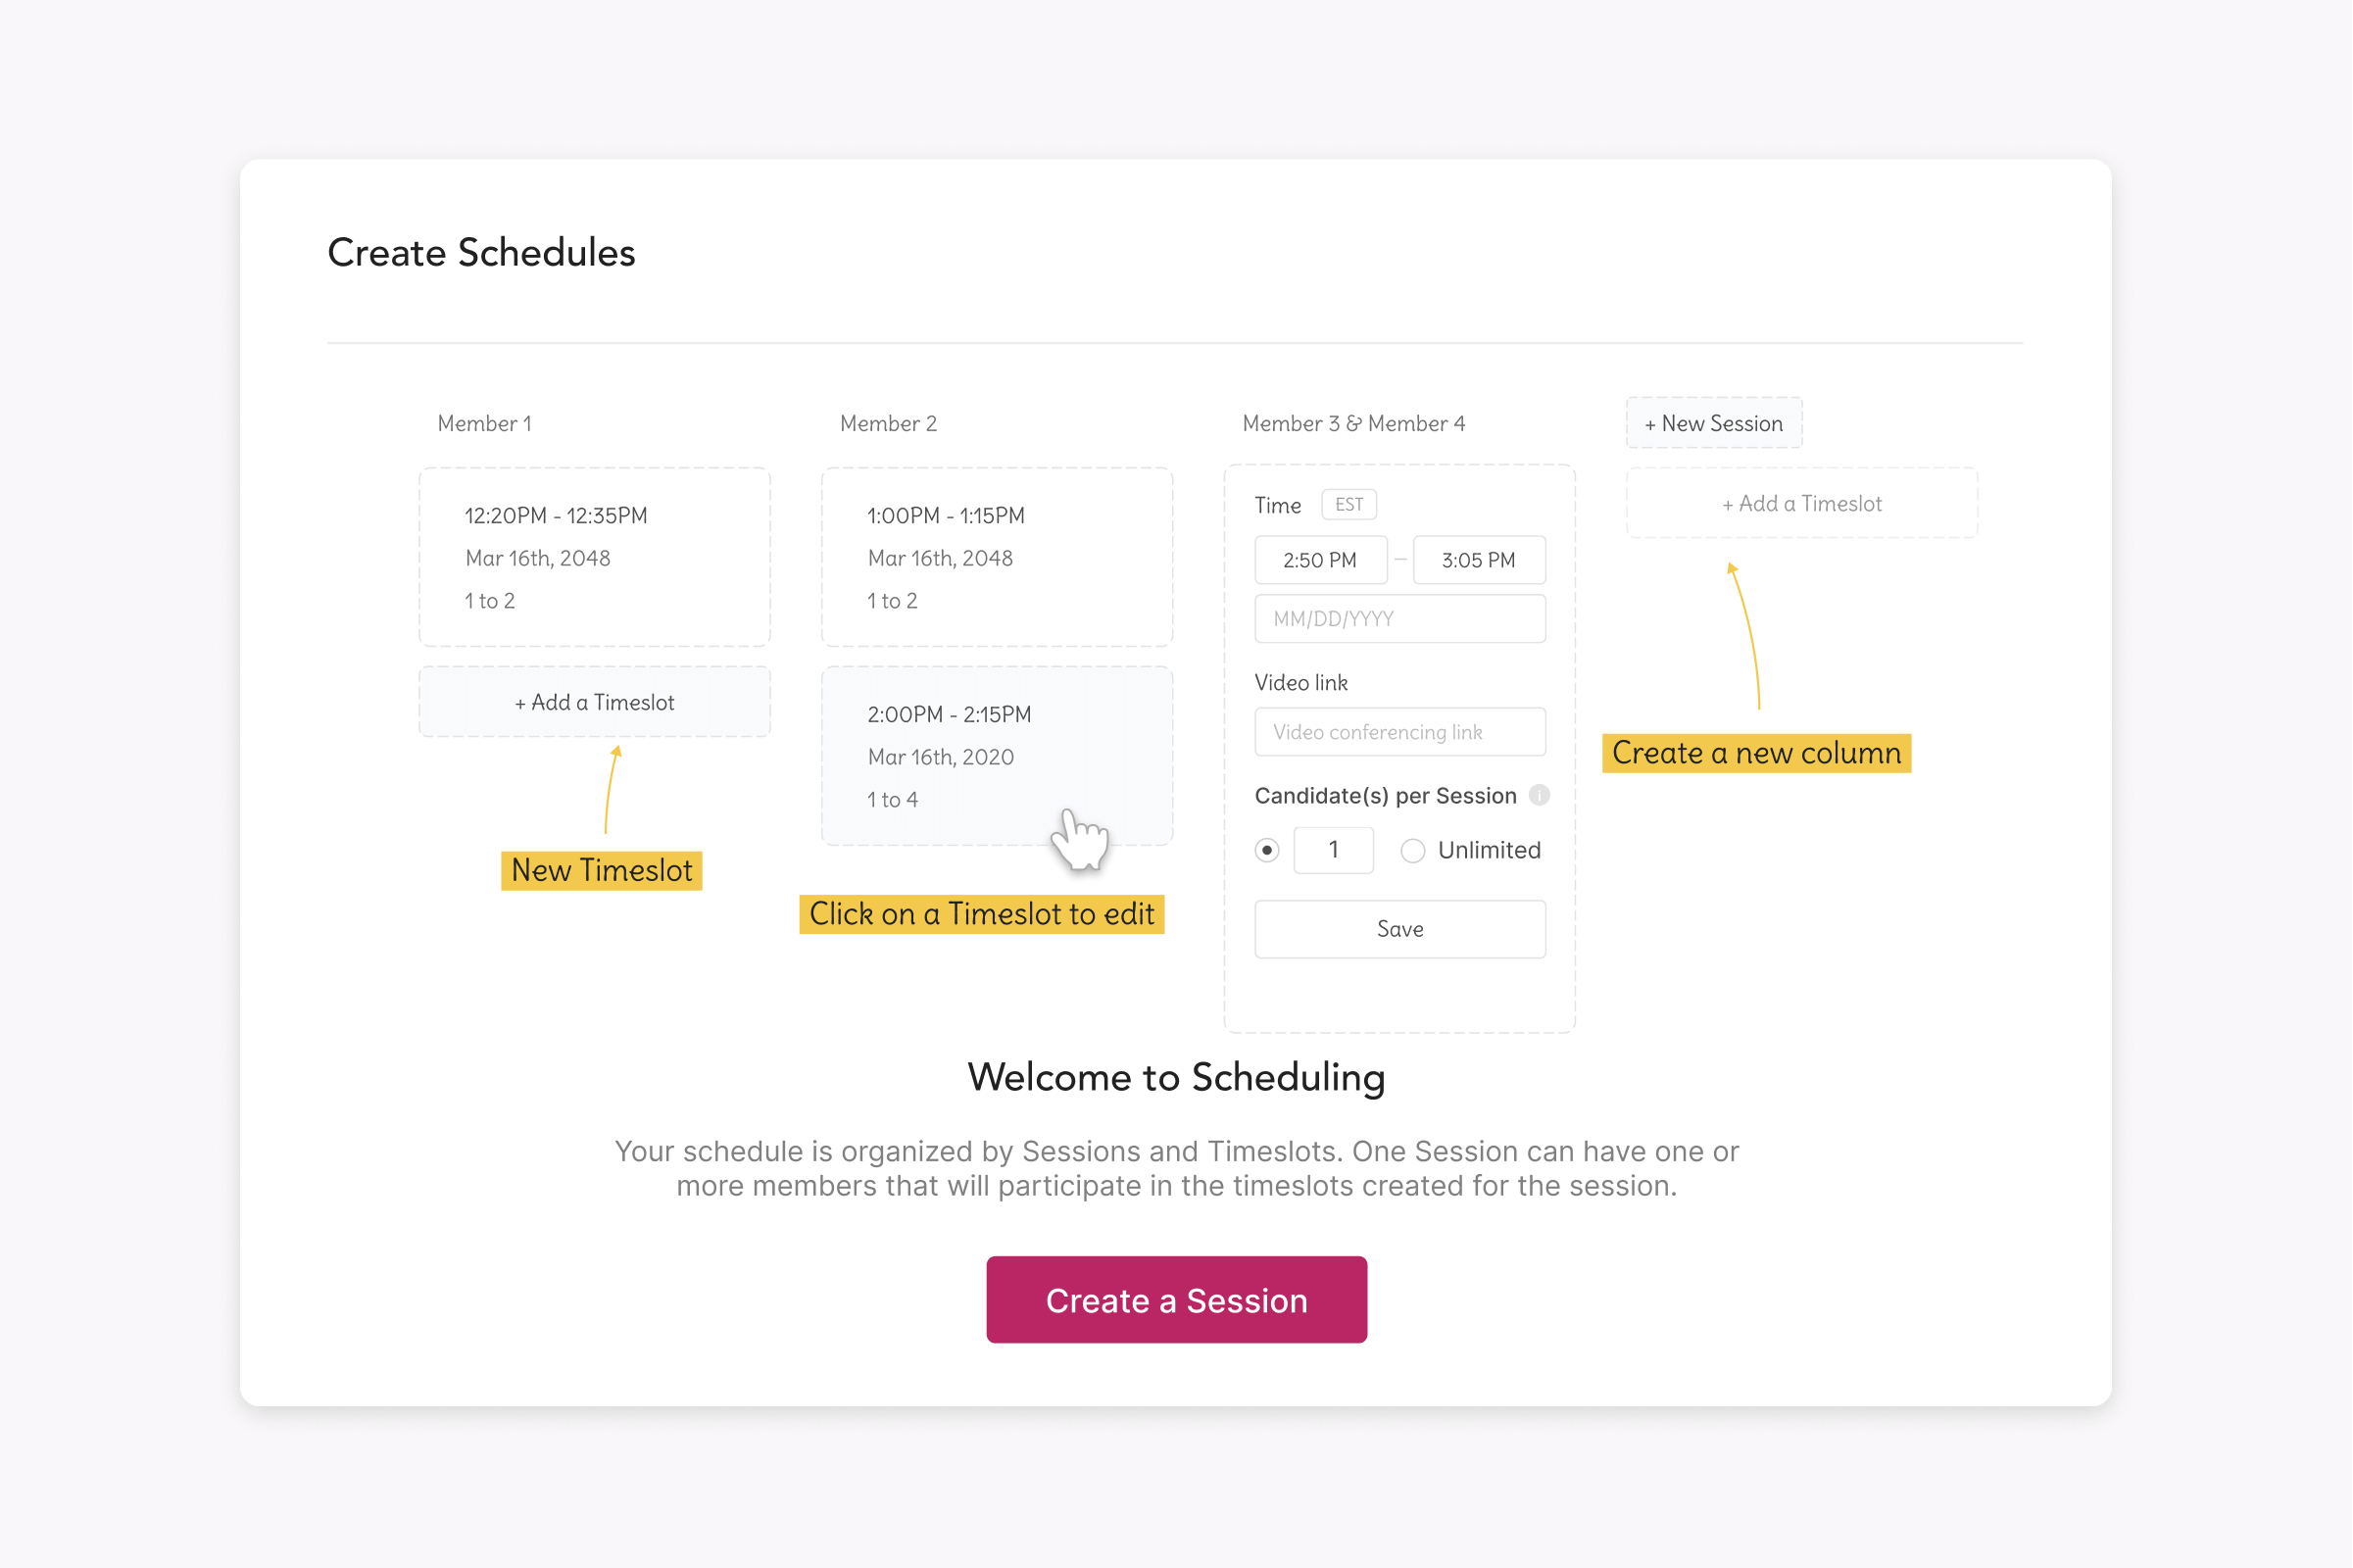 Create Schedules
Member 1
12:20PM - 12:35PM
Mar 16th, 2048
1 to 2
+ Add a Timeslot
New Timeslot
Member 2
1:00PM - 1:15PM
Mar 16th, 2048
1 to 2
2:00PM - 2:15PM
Mar 16th, 2020
1 to 4
Click on a Timeslot to edit
Member 3 & Member 4
Time EST
2:50 PM – 3:05 PM
MM/DD/YYYY
Video link
Video conferencing link
Candidate(s) per Session i
1 Unlimited
Save
+ New Session
+ Add a Timeslot
Create a new column
Welcome to Scheduling
Your schedule is organized by Sessions and Timeslots. One Session can have one or
more members that will participate in the timeslots created for the session.
Create a Session